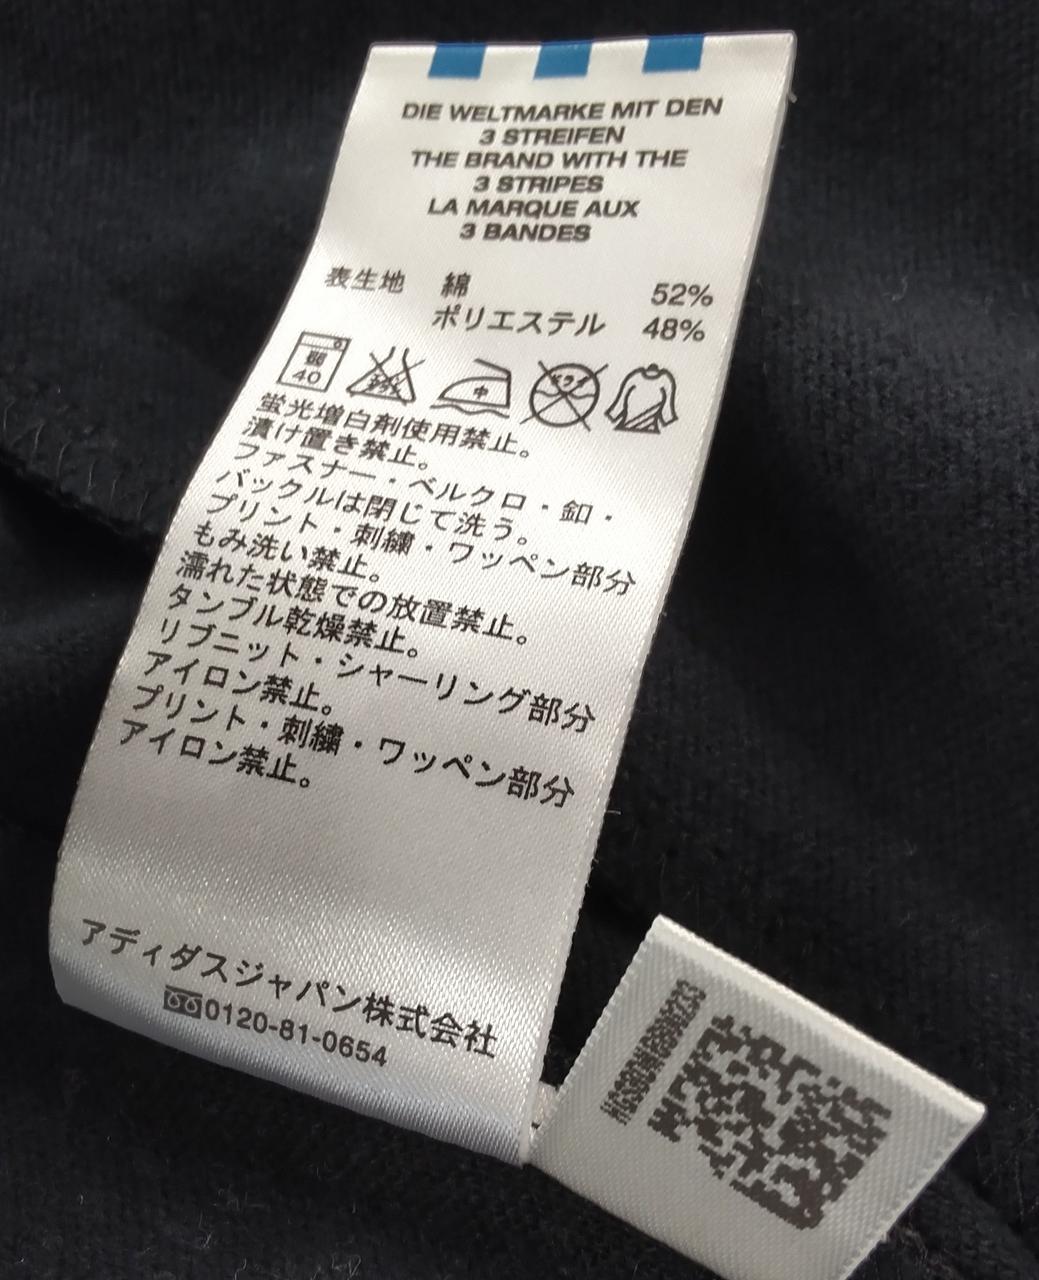 DIE WELTMARKE MIT DEN
3 STREIFEN
THE BRAND WITH THE
3 STRIPES
LA MARQUE AUX
3 BANDES
表生地 綿 52%
ポリエステル 48%
40
中
蛍光増白剤使用禁止。
漬け置き禁止。
ファスナー・ベルクロ・釦・
バックルは閉じて洗う。
プリント・刺繍・ワッペン部分
もみ洗い禁止。
濡れた状態での放置禁止。
タンブル乾燥禁止。
リブニット・シャーリング部分
アイロン禁止。
プリント・刺繍・ワッペン部分
アイロン禁止。
アディダスジャパン株式会社
0120-81-0654